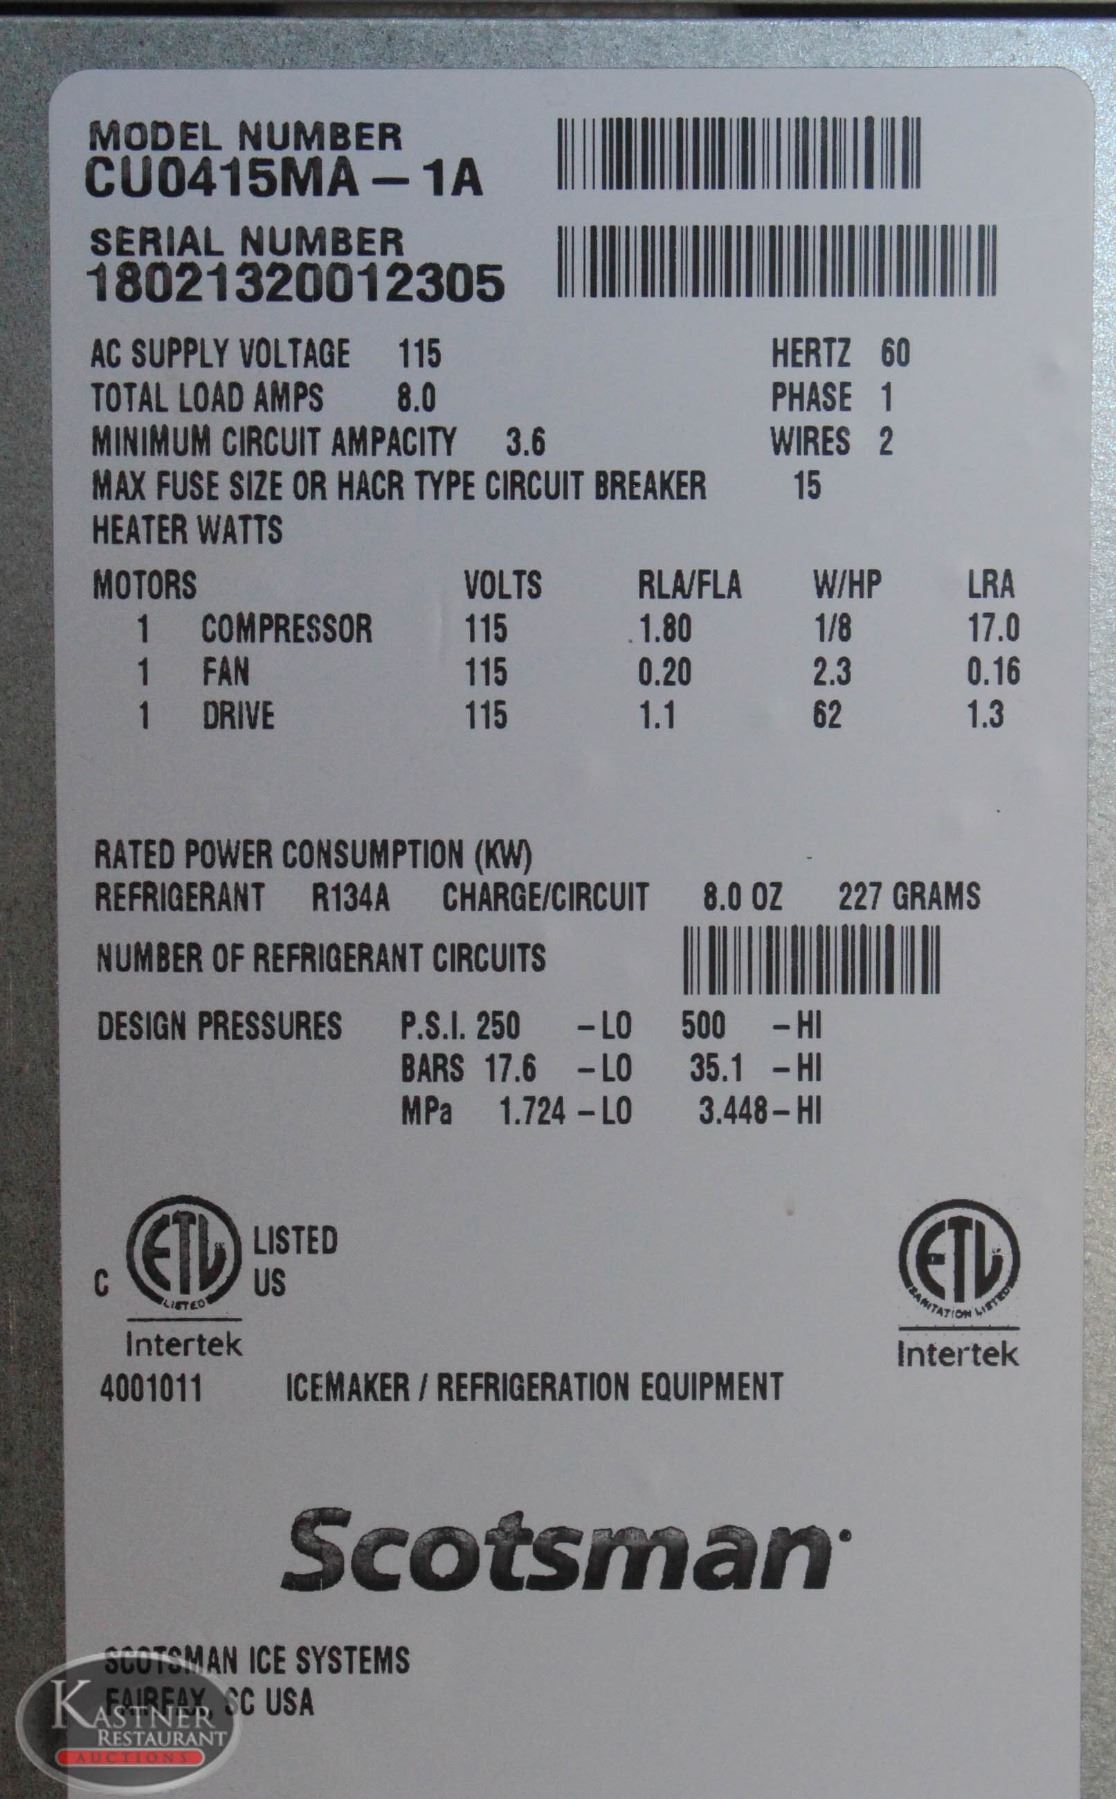 MODEL NUMBER
CU0415MA – 1A
SERIAL NUMBER
18021320012305
AC SUPPLY VOLTAGE 115 HERTZ 60
TOTAL LOAD AMPS 8.0 PHASE 1
MINIMUM CIRCUIT AMPACITY 3.6 WIRES 2
MAX FUSE SIZE OR HACR TYPE CIRCUIT BREAKER 15
HEATER WATTS
MOTORS VOLTS RLA/FLA W/HP LRA
1 COMPRESSOR 115 1.80 1/8 17.0
1 FAN 115 0.20 2.3 0.16
1 DRIVE 115 1.1 62 1.3
RATED POWER CONSUMPTION (KW)
REFRIGERANT R134A CHARGE/CIRCUIT 8.0 OZ 227 GRAMS
NUMBER OF REFRIGERANT CIRCUITS
DESIGN PRESSURES P.S.I. 250 – LO 500 – HI
BARS 17.6 – LO 35.1 – HI
MPa 1.724 – LO 3.448 – HI
ETL LISTED
C LISTED US
Intertek
ETL SANITATION LISTED
Intertek
4001011 ICEMAKER / REFRIGERATION EQUIPMENT
Scotsman
SCOTSMAN ICE SYSTEMS
FAIRFAX, SC USA
KASTNER
RESTAURANT
AUCTIONS